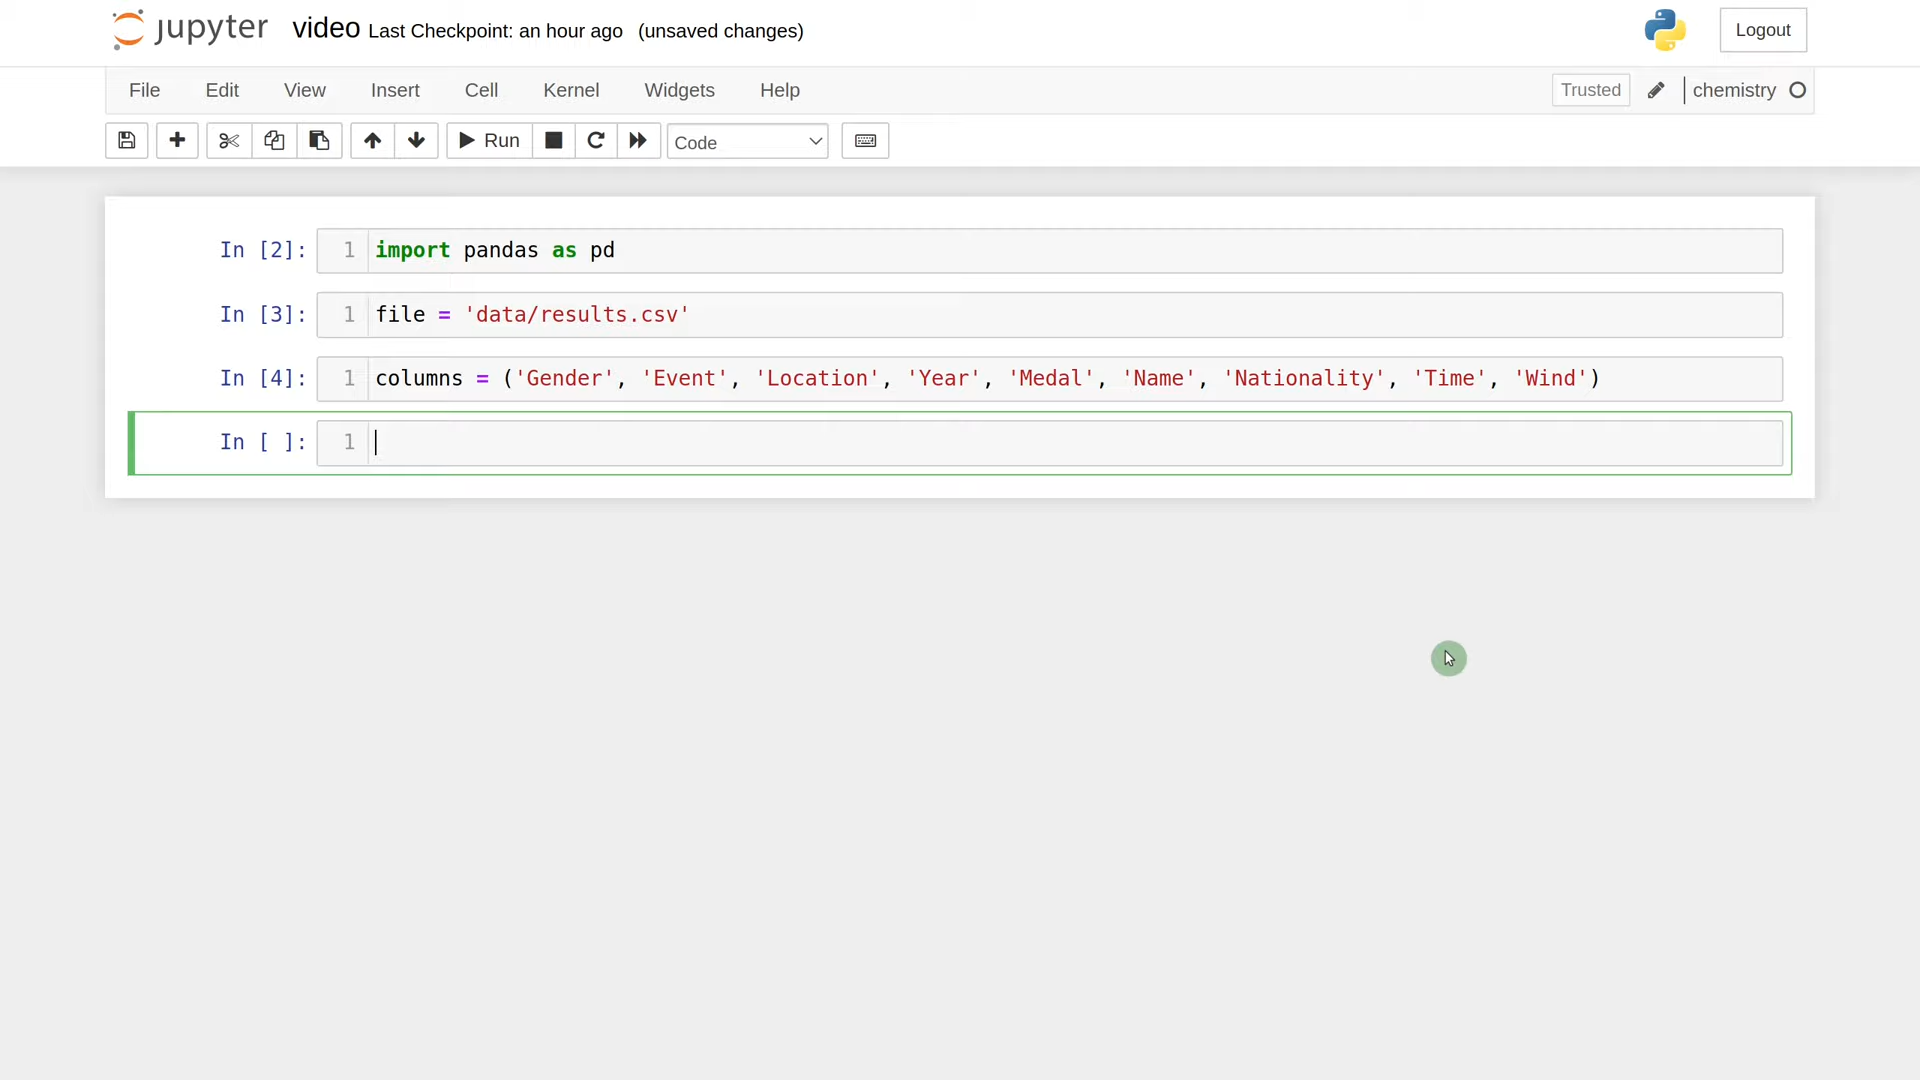 jupyter video Last Checkpoint: an hour ago (unsaved changes) Logout
File Edit View Insert Cell Kernel Widgets Help Trusted chemistry
Run Code
In [2]: 1 import pandas as pd
In [3]: 1 file = 'data/results.csv'
In [4]: 1 columns = ('Gender', 'Event', 'Location', 'Year', 'Medal', 'Name', 'Nationality', 'Time', 'Wind')
In [ ]: 1